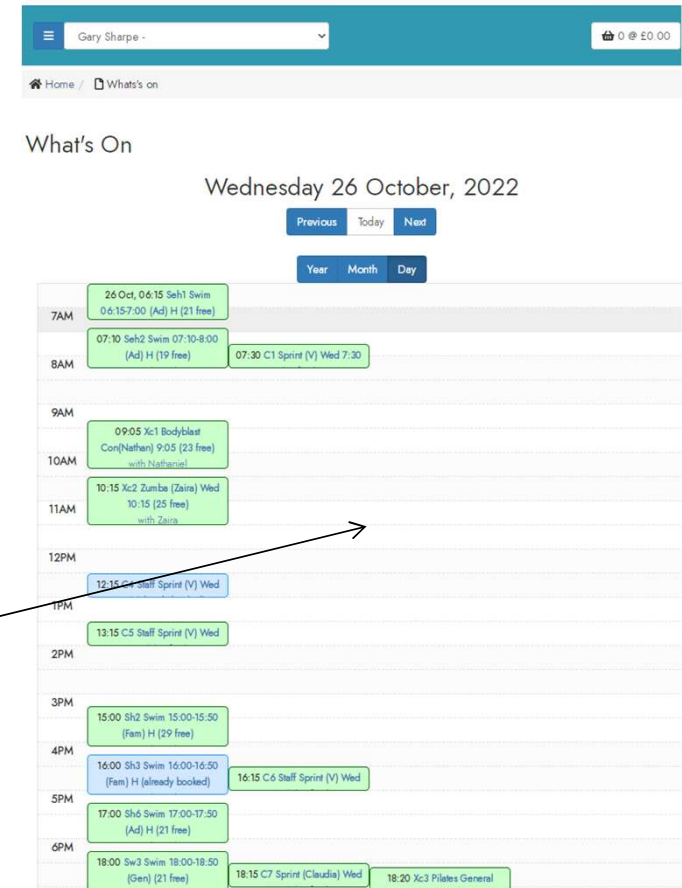 Gary Sharpe -
0 @ £0.00
Home / Whats's on
What's On
Wednesday 26 October, 2022
Previous Today Next
Year Month Day
26 Oct, 06:15 Seh1 Swim
06:15-7:00 (Ad) H (21 free)
7AM
07:10 Seh2 Swim 07:10-8:00
(Ad) H (19 free)
07:30 C1 Sprint (V) Wed 7:30
8AM
9AM
09:05 Xc1 Bodyblast
Con(Nathan) 9:05 (23 free)
with Nathaniel
10AM
10:15 Xc2 Zumba (Zaira) Wed
10:15 (25 free)
with Zaira
11AM
12PM
12:15 C4 Staff Sprint (V) Wed
1PM
13:15 C5 Staff Sprint (V) Wed
2PM
3PM
15:00 Sh2 Swim 15:00-15:50
(Fam) H (29 free)
4PM
16:00 Sh3 Swim 16:00-16:50
(Fam) H (already booked)
16:15 C6 Staff Sprint (V) Wed
5PM
17:00 Sh6 Swim 17:00-17:50
(Ad) H (21 free)
6PM
18:00 Sw3 Swim 18:00-18:50
(Gen) (21 free)
18:15 C7 Sprint (Claudia) Wed
18:20 Xc3 Pilates General